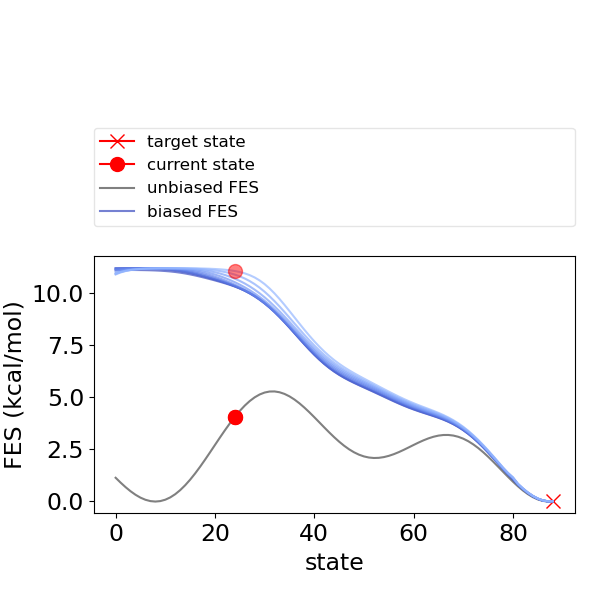 target state
current state
unbiased FES
biased FES
10.0
7.5
5.0
2.5
0.0
FES (kcal/mol)
0 20 40 60 80
state